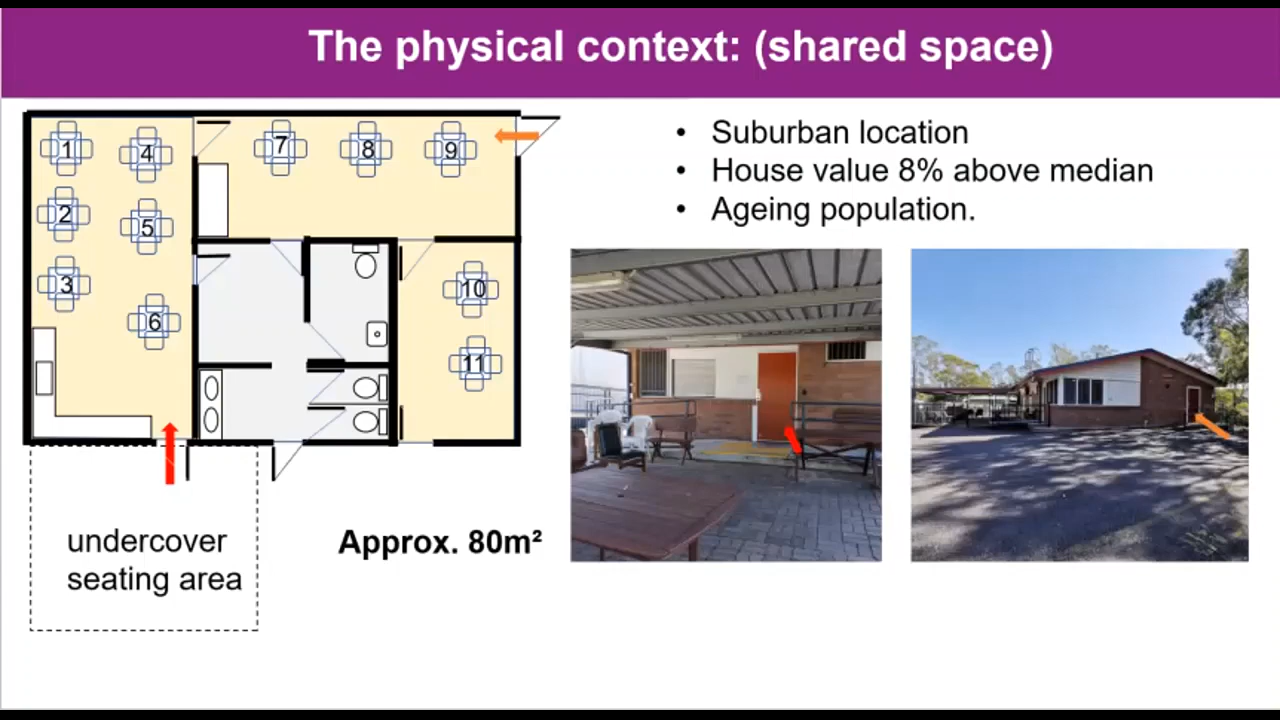 The physical context: (shared space)
1
4
7
8
9
2
5
3
6
10
11
undercover
seating area
Approx. 80m²
• Suburban location
• House value 8% above median
• Ageing population.